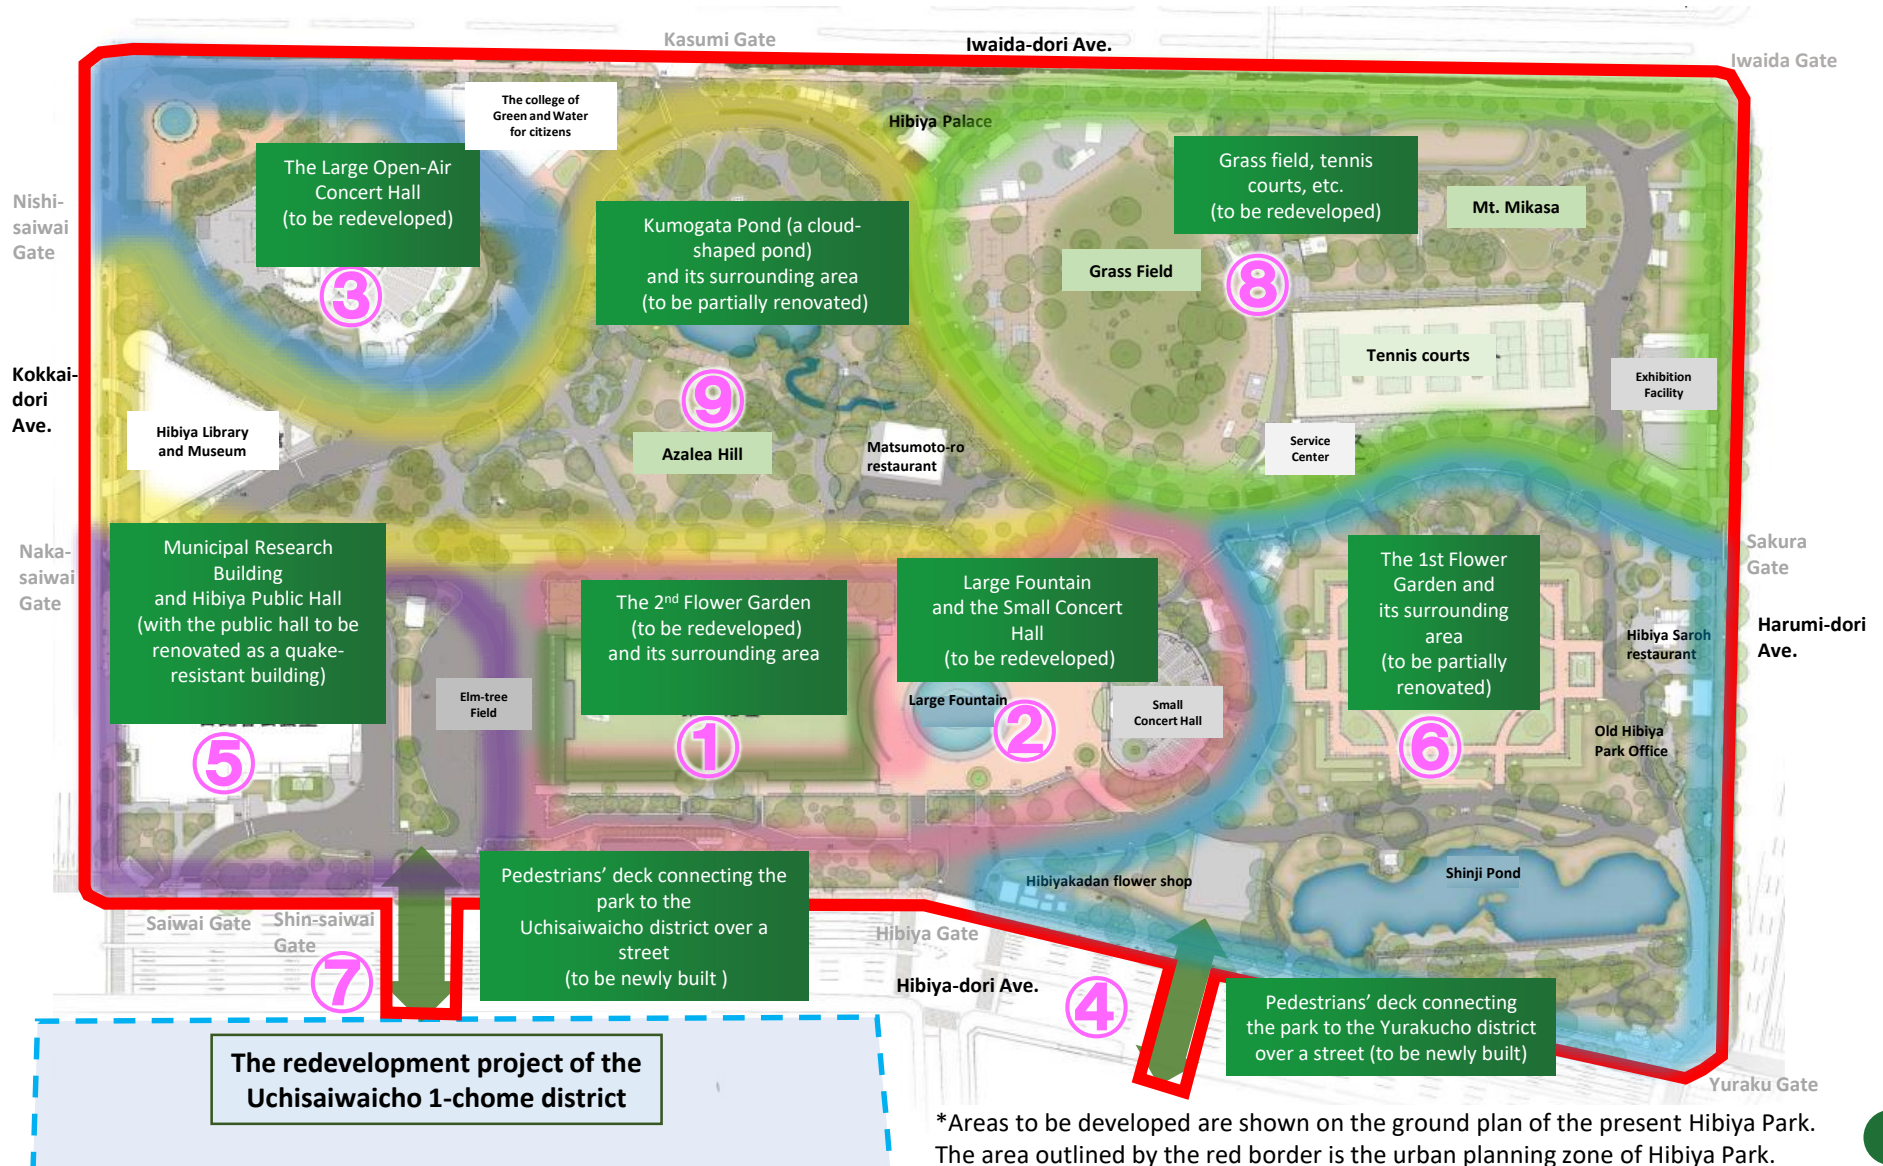 Kasumi Gate
Iwaida-dori Ave.
Iwaida Gate
The college of
Green and Water
for citizens
Hibiya Palace
The Large Open-Air
Concert Hall
(to be redeveloped)
③
Nishi-
saiwai
Gate
Kumogata Pond (a cloud-
shaped pond)
and its surrounding area
(to be partially renovated)
Grass field, tennis
courts, etc.
(to be redeveloped)
Mt. Mikasa
Grass Field
⑧
Tennis courts
Exhibition
Facility
Kokkai-
dori
Ave.
Hibiya Library
and Museum
⑨
Azalea Hill
Matsumoto-ro
restaurant
Service
Center
Naka-
saiwai
Gate
Municipal Research
Building
and Hibiya Public Hall
(with the public hall to be
renovated as a quake-
resistant building)
⑤
Elm-tree
Field
The 2nd Flower Garden
(to be redeveloped)
and its surrounding area
①
Large Fountain
and the Small Concert
Hall
(to be redeveloped)
Large Fountain
②
Small
Concert Hall
The 1st Flower
Garden and
its surrounding
area
(to be partially
renovated)
⑥
Sakura
Gate
Hibiya Saroh
restaurant
Harumi-dori
Ave.
Old Hibiya
Park Office
Hibiyakadan flower shop
Shinji Pond
Saiwai Gate
Shin-saiwai
Gate
⑦
Pedestrians’ deck connecting the
park to the
Uchisaiwaicho district over a
street
(to be newly built )
Hibiya Gate
Hibiya-dori Ave.
④
Pedestrians’ deck connecting
the park to the Yurakucho district
over a street (to be newly built)
Yuraku Gate
The redevelopment project of the
Uchisaiwaicho 1-chome district
*Areas to be developed are shown on the ground plan of the present Hibiya Park.
The area outlined by the red border is the urban planning zone of Hibiya Park.